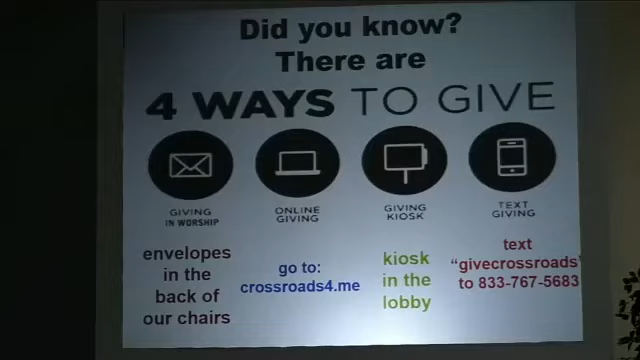 Did you know?
There are
4 WAYS TO GIVE
GIVING
IN WORSHIP
ONLINE
GIVING
GIVING
KIOSK
TEXT
GIVING
envelopes
in the
back of
our chairs
go to:
crossroads4.me
kiosk
in the
lobby
text
“givecrossroads”
to 833-767-5683